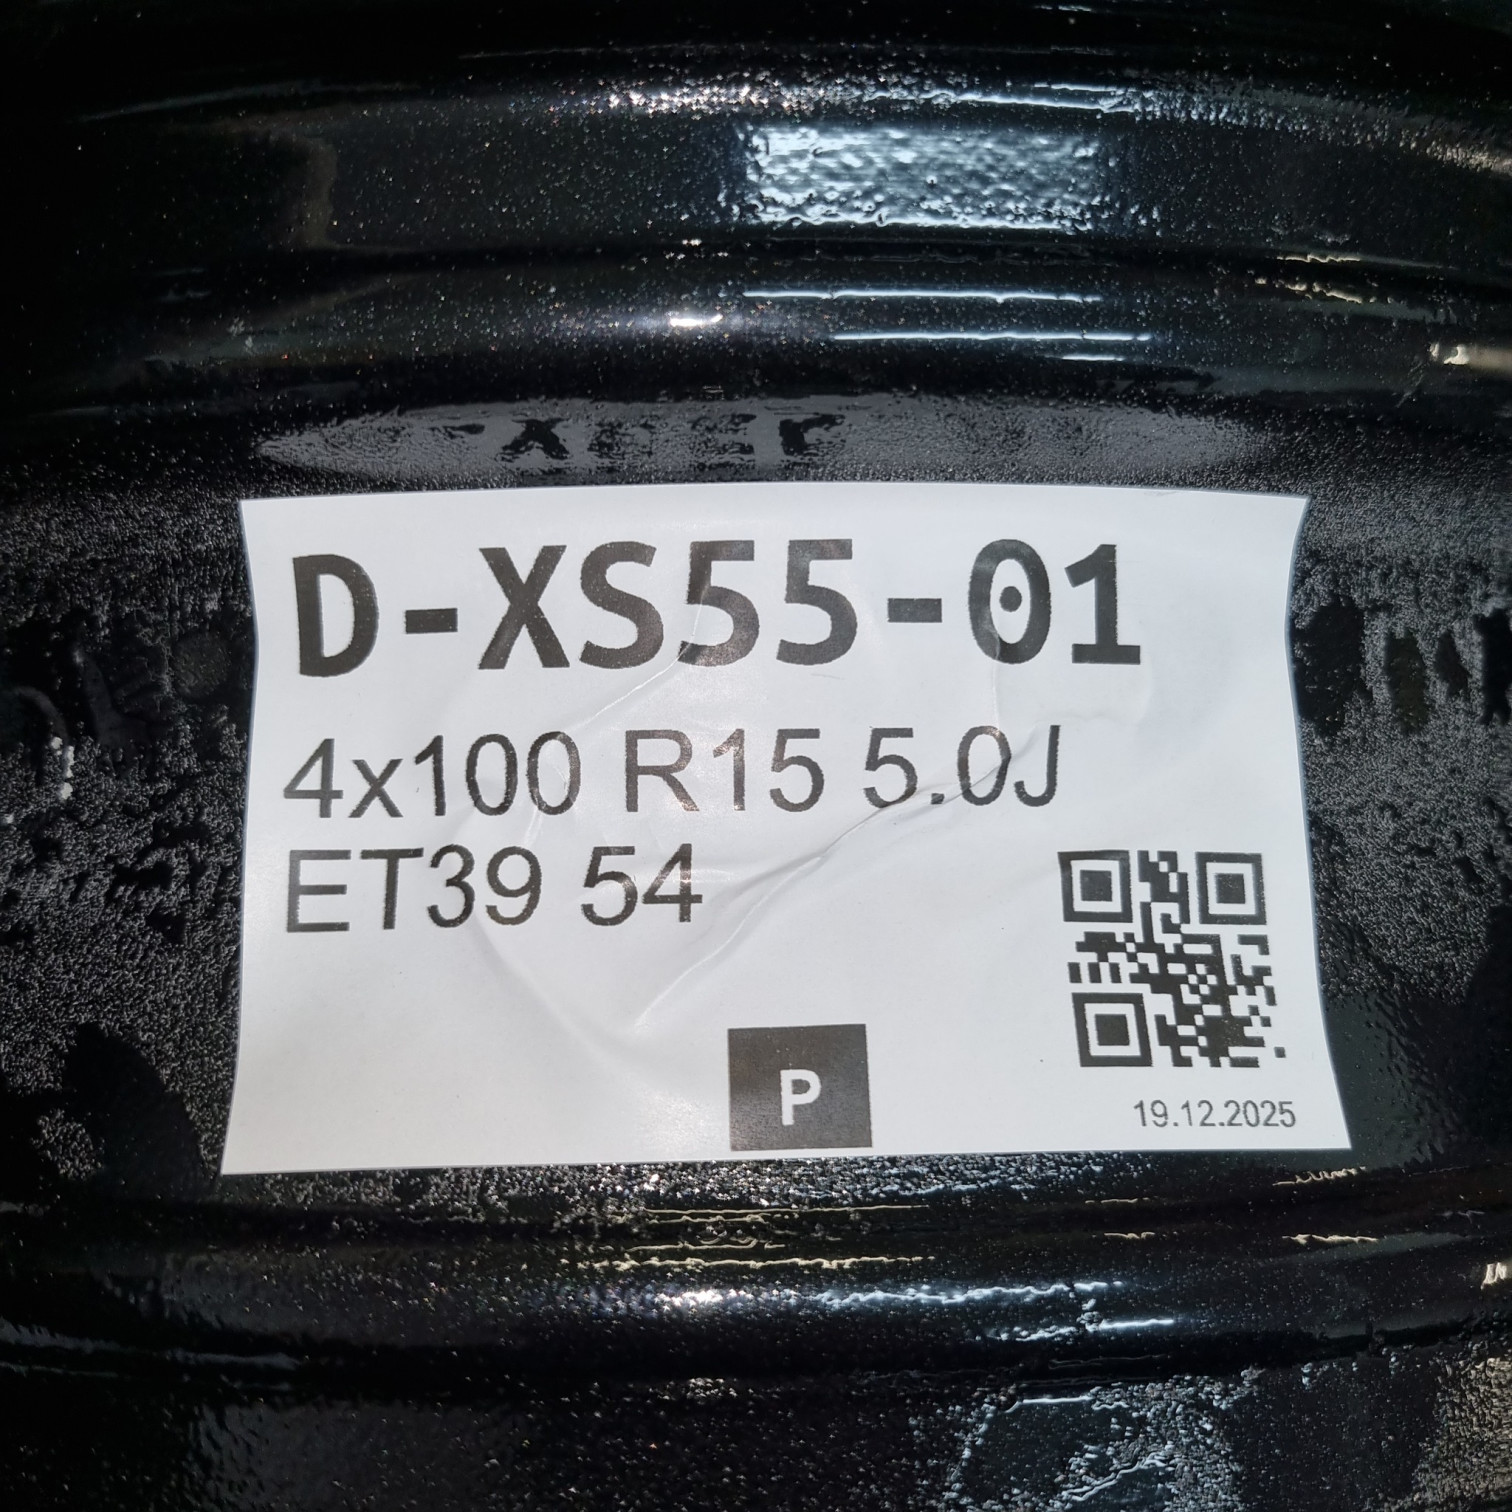 D-XS55-01
4x100 R15 5.0J
ET39 54
P
19.12.2025